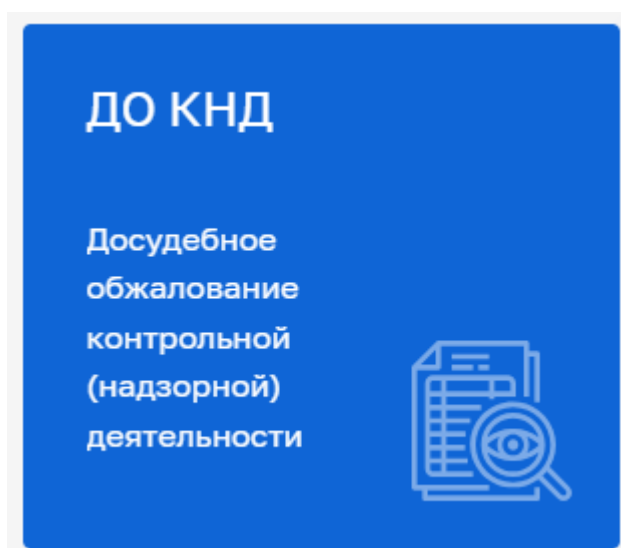 ДО КНД
Досудебное
обжалование
контрольной
(надзорной)
деятельности